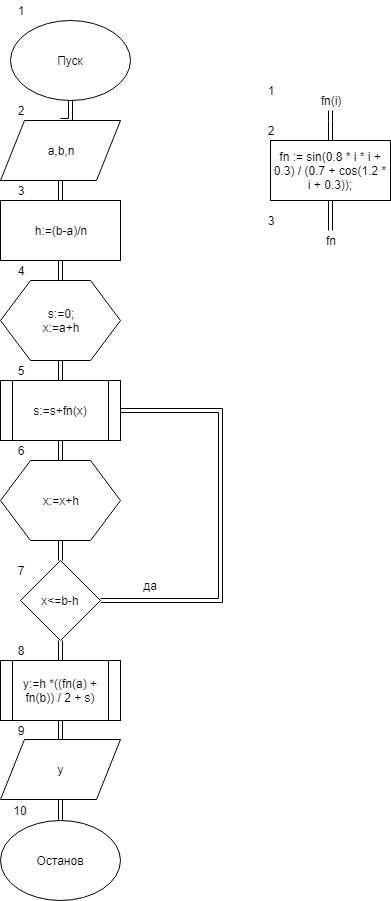 1
Пуск
2
a,b,n
3
h:=(b-a)/n
4
s:=0;
x:=a+h
5
s:=s+fn(x)
6
x:=x+h
7
да
x<=b-h
8
y:=h *((fn(a) +
fn(b)) / 2 + s)
9
y
10
Останов
1
fn(i)
2
fn := sin(0.8 * i * i +
0.3) / (0.7 + cos(1.2 *
i + 0.3));
3
fn